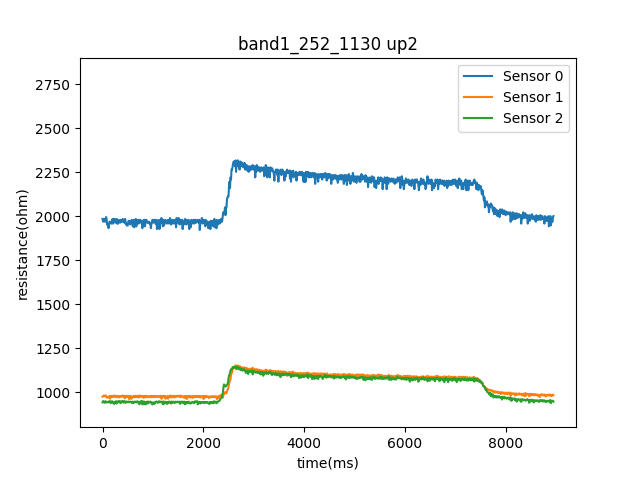 band1_252_1130 up2
Sensor 0
Sensor 1
Sensor 2
2750
2500
2250
2000
1750
1500
1250
1000
resistance(ohm)
0 2000 4000 6000 8000
time(ms)